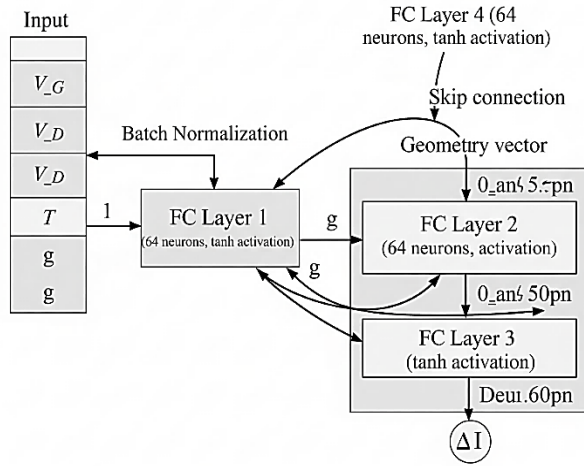 Input
V_G
V_D
V_D
T
g
g
Batch Normalization
1
FC Layer 1
(64 neurons, tanh activation)
g
g
FC Layer 4 (64
neurons, tanh activation)
Skip connection
Geometry vector
FC Layer 2
(64 neurons, activation)
FC Layer 3
(tanh activation)
ΔI